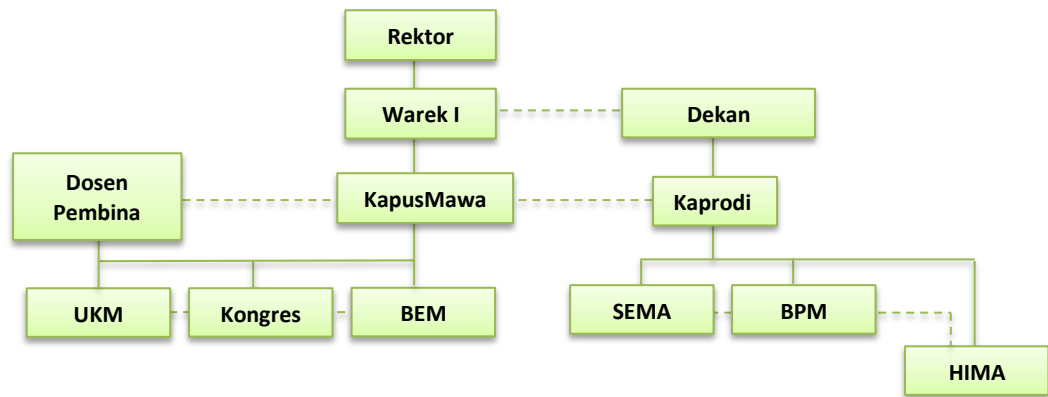 Rektor
Warek I
Dekan
Dosen
Pembina
KapusMawa
Kaprodi
UKM
Kongres
BEM
SEMA
BPM
HIMA